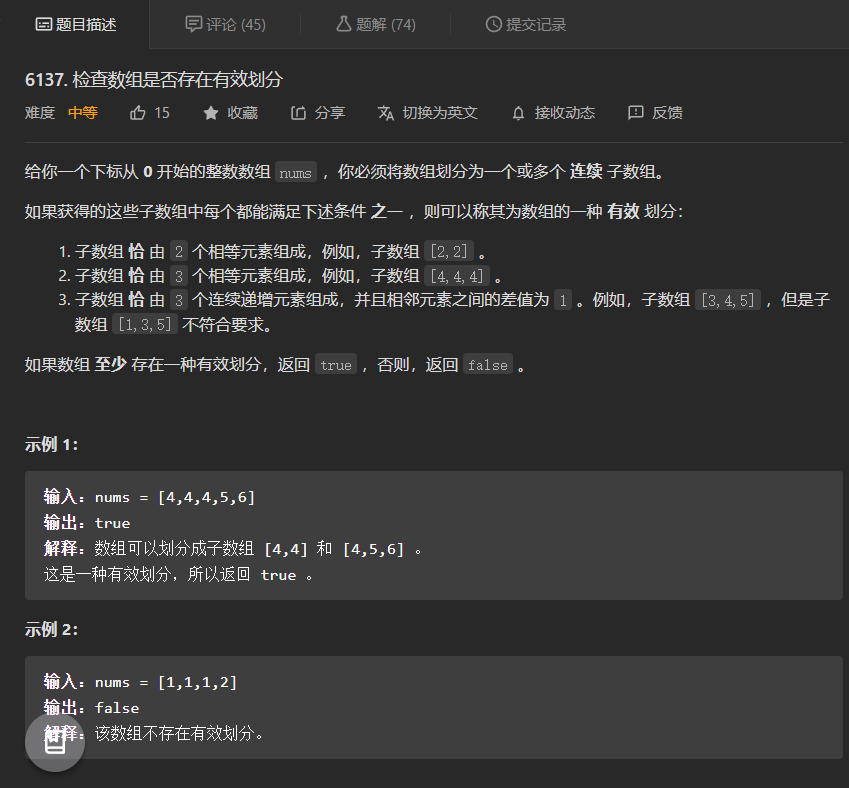 题目描述 评论 (45) 题解 (74) 提交记录
6137. 检查数组是否存在有效划分
难度 中等 15 收藏 分享 切换为英文 接收动态 反馈
给你一个下标从 0 开始的整数数组 nums ，你必须将数组划分为一个或多个 连续 子数组。
如果获得的这些子数组中每个都能满足下述条件 之一 ，则可以称其为数组的一种 有效 划分：
1. 子数组 恰 由 2 个相等元素组成，例如，子数组 [2,2] 。
2. 子数组 恰 由 3 个相等元素组成，例如，子数组 [4,4,4] 。
3. 子数组 恰 由 3 个连续递增元素组成，并且相邻元素之间的差值为 1 。例如，子数组 [3,4,5] ，但是子
数组 [1,3,5] 不符合要求。
如果数组 至少 存在一种有效划分，返回 true ，否则，返回 false 。
示例 1：
输入：nums = [4,4,4,5,6]
输出：true
解释：数组可以划分成子数组 [4,4] 和 [4,5,6] 。
这是一种有效划分，所以返回 true 。
示例 2：
输入：nums = [1,1,1,2]
输出：false
解释：该数组不存在有效划分。